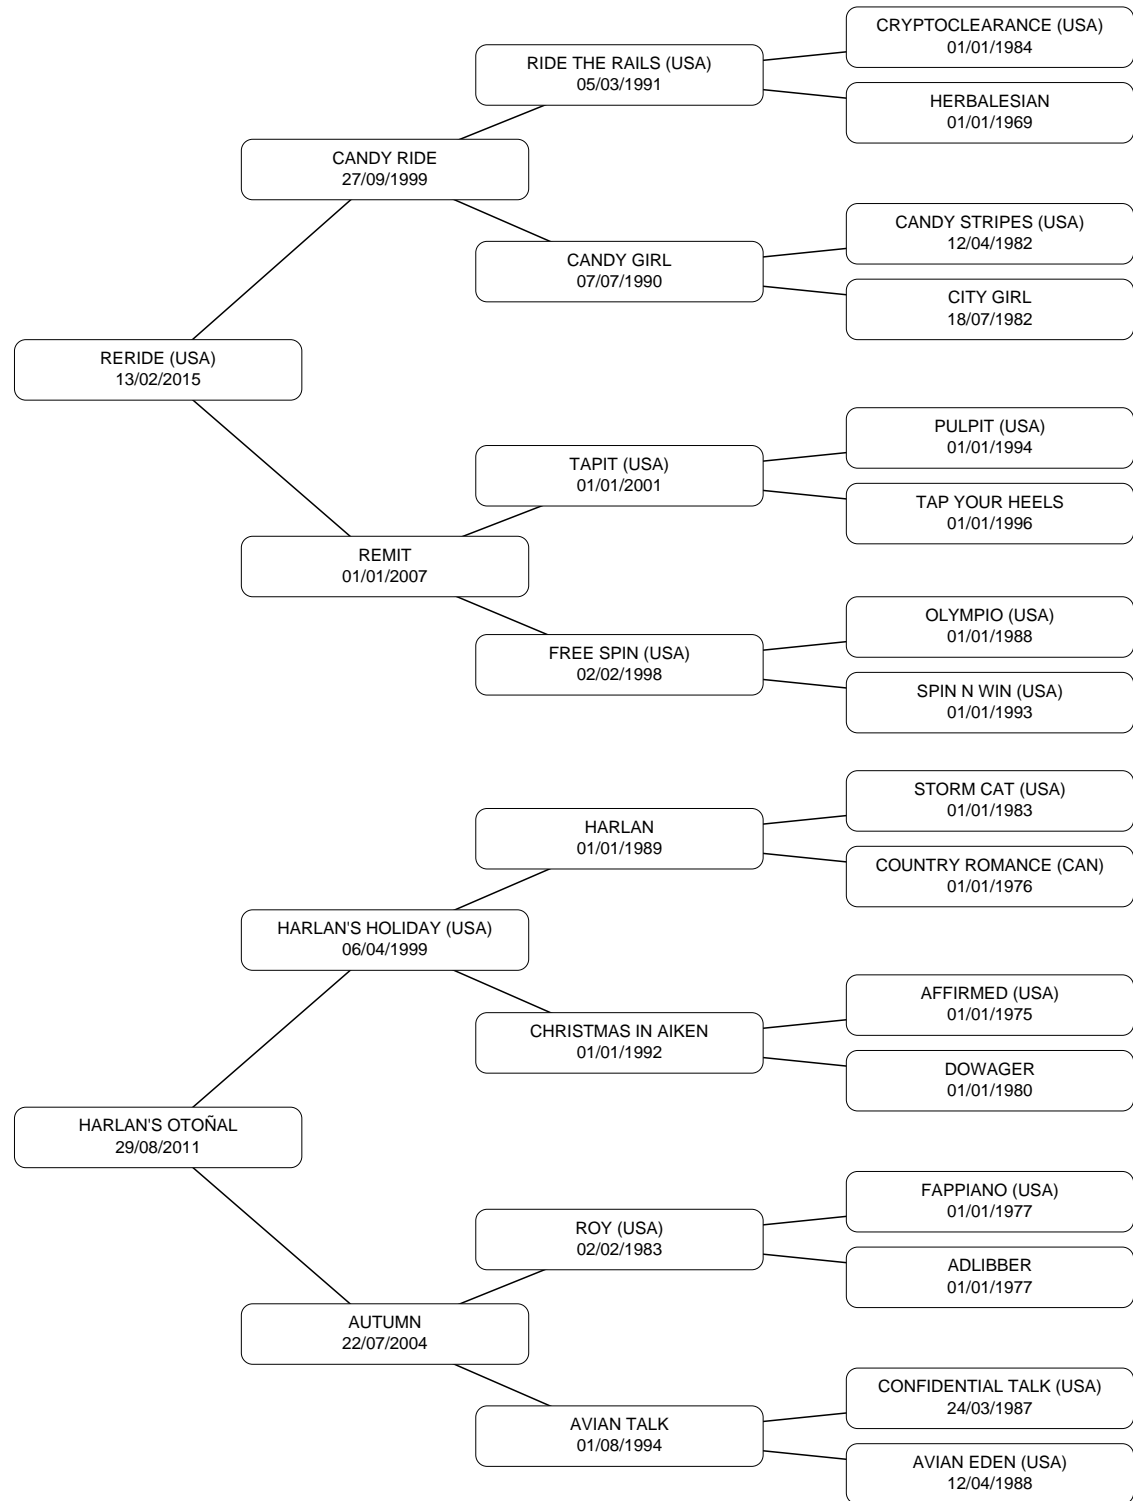 CRYPTOCLEARANCE (USA)
01/01/1984
RIDE THE RAILS (USA)
05/03/1991
HERBALESIAN
01/01/1969
CANDY RIDE
27/09/1999
CANDY STRIPES (USA)
12/04/1982
CANDY GIRL
07/07/1990
CITY GIRL
18/07/1982
RERIDE (USA)
13/02/2015
PULPIT (USA)
01/01/1994
TAPIT (USA)
01/01/2001
TAP YOUR HEELS
01/01/1996
REMIT
01/01/2007
OLYMPIO (USA)
01/01/1988
FREE SPIN (USA)
02/02/1998
SPIN N WIN (USA)
01/01/1993
STORM CAT (USA)
01/01/1983
HARLAN
01/01/1989
COUNTRY ROMANCE (CAN)
01/01/1976
HARLAN'S HOLIDAY (USA)
06/04/1999
AFFIRMED (USA)
01/01/1975
CHRISTMAS IN AIKEN
01/01/1992
DOWAGER
01/01/1980
HARLAN'S OTOÑAL
29/08/2011
FAPPIANO (USA)
01/01/1977
ROY (USA)
02/02/1983
ADLIBBER
01/01/1977
AUTUMN
22/07/2004
CONFIDENTIAL TALK (USA)
24/03/1987
AVIAN TALK
01/08/1994
AVIAN EDEN (USA)
12/04/1988